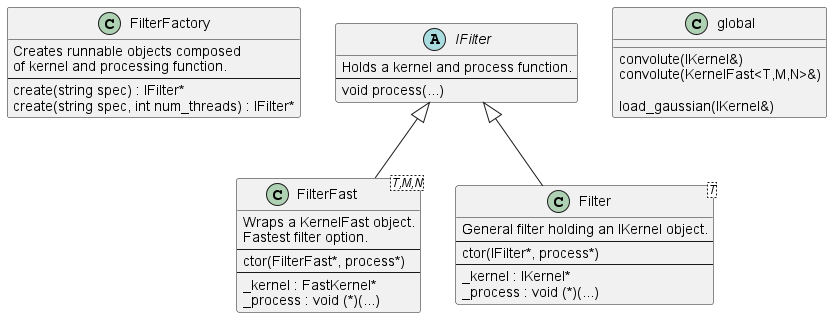 C FilterFactory
Creates runnable objects composed
of kernel and processing function.
create(string spec) : IFilter*
create(string spec, int num_threads) : IFilter*
A IFilter
Holds a kernel and process function.
void process(...)
C global
convolute(IKernel&)
convolute(KernelFast<T,M,N>&)
load_gaussian(IKernel&)
C FilterFast T,M,N
Wraps a KernelFast object.
Fastest filter option.
ctor(FilterFast*, process*)
_kernel : FastKernel*
_process : void (*)(...)
C Filter T
General filter holding an IKernel object.
ctor(IFilter*, process*)
_kernel : IKernel*
_process : void (*)(...)